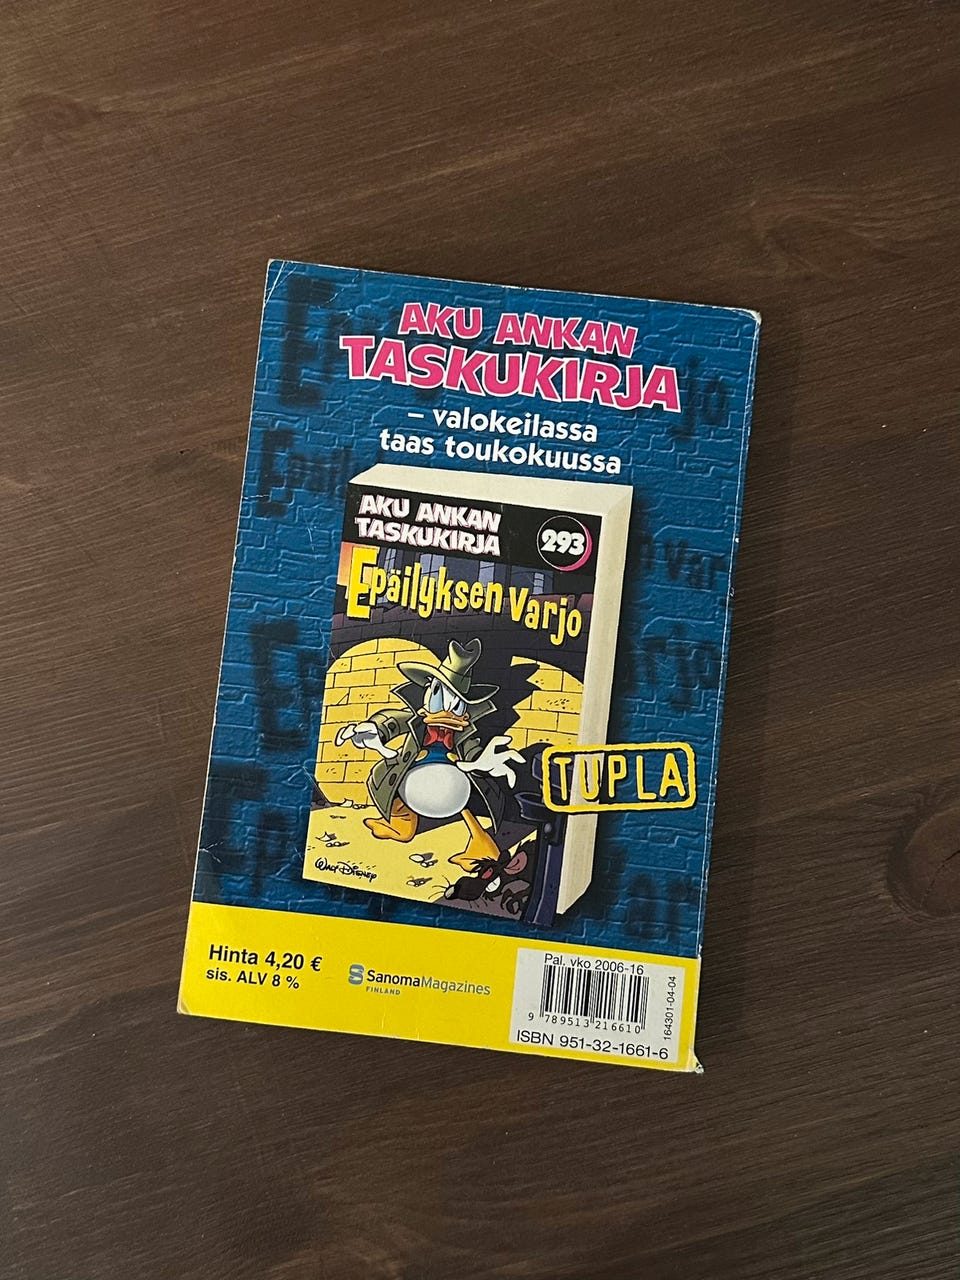 AKU ANKAN
TASKUKIRJA
– valokeilassa
taas toukokuussa
AKU ANKAN
TASKUKIRJA
293
Epäilyksen varjo
TUPLA
WALT DISNEY
Hinta 4,20 €
sis. ALV 8 %
SanomaMagazines
FINLAND
Pal. vko 2006-16
9 789513 216610
ISBN 951-32-1661-6
164301-04-04